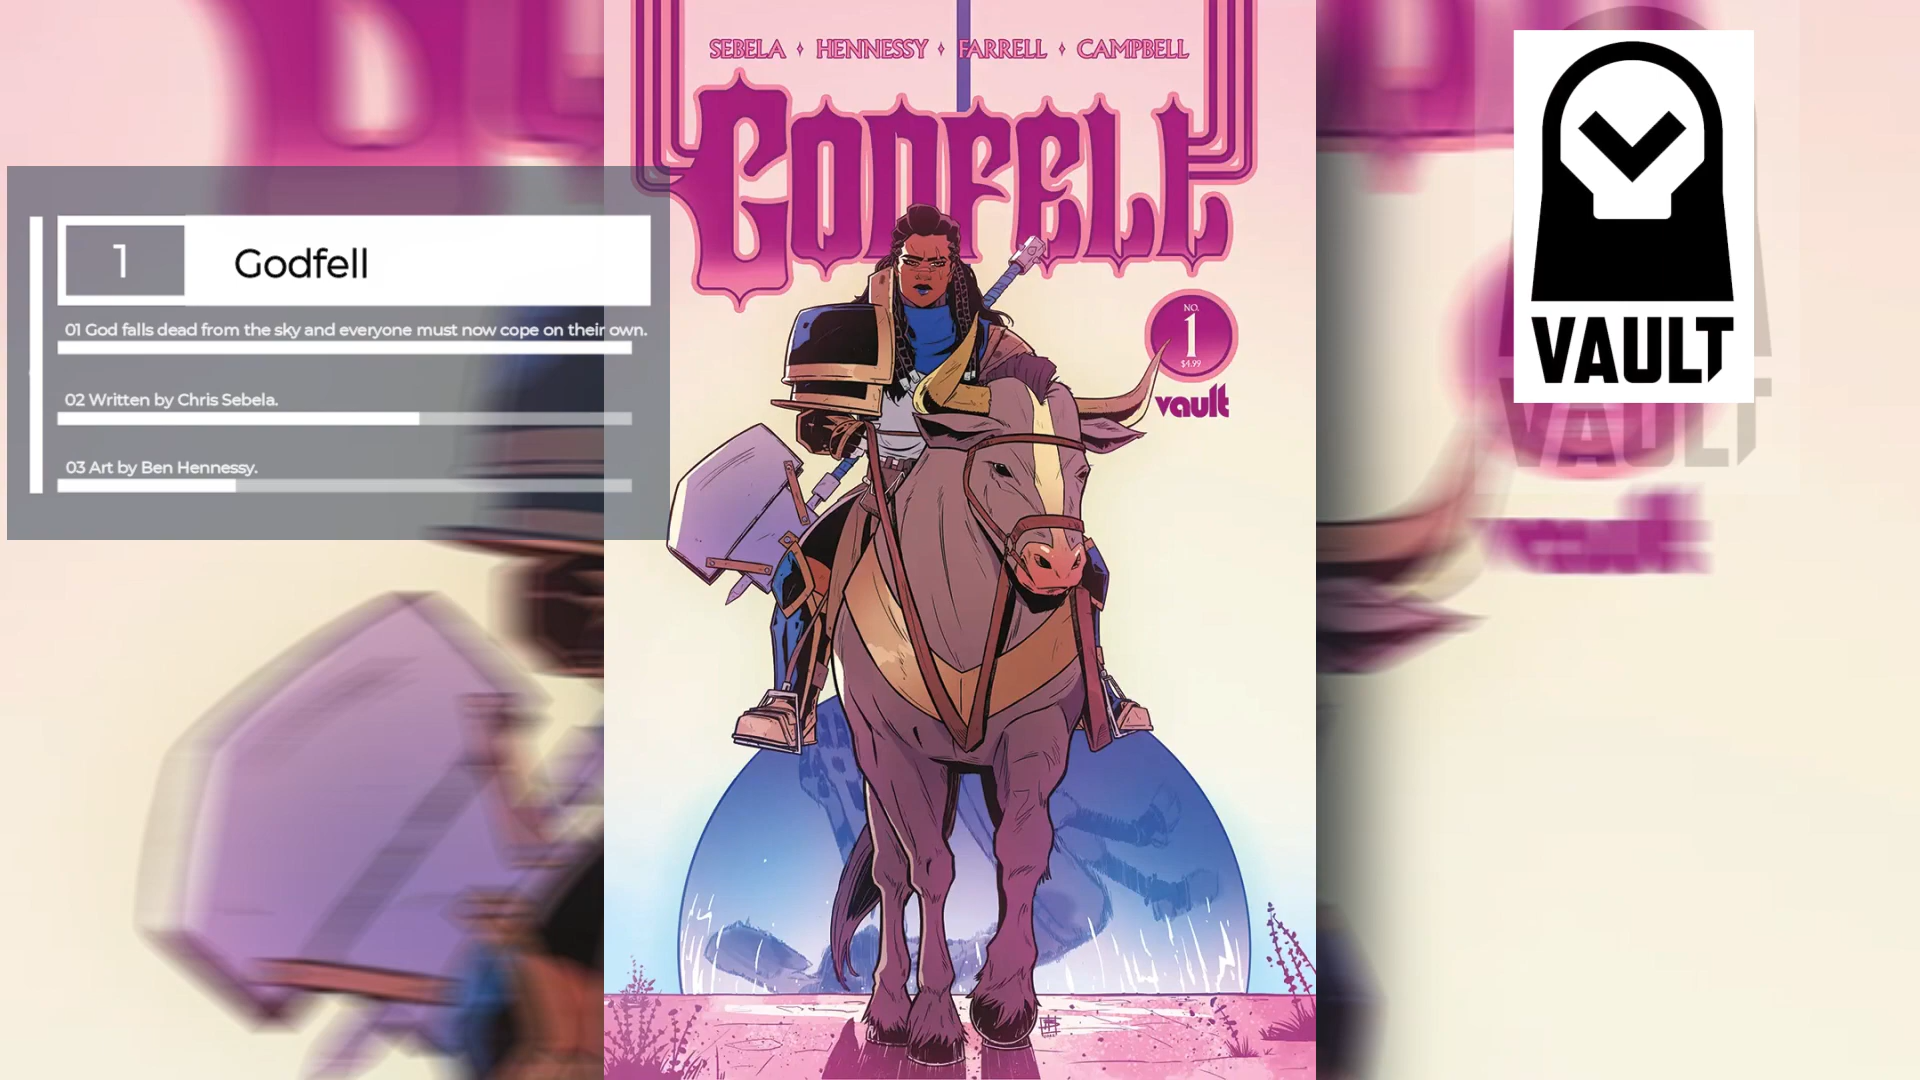 SEBELA ⬧ HENNESSY ⬧ FARRELL ⬧ CAMPBELL
GODFELL
NO.
1
$4.99
vault
1 Godfell
01 God falls dead from the sky and everyone must now cope on their own.
02 Written by Chris Sebela.
03 Art by Ben Hennessy.
VAULT
VAULT